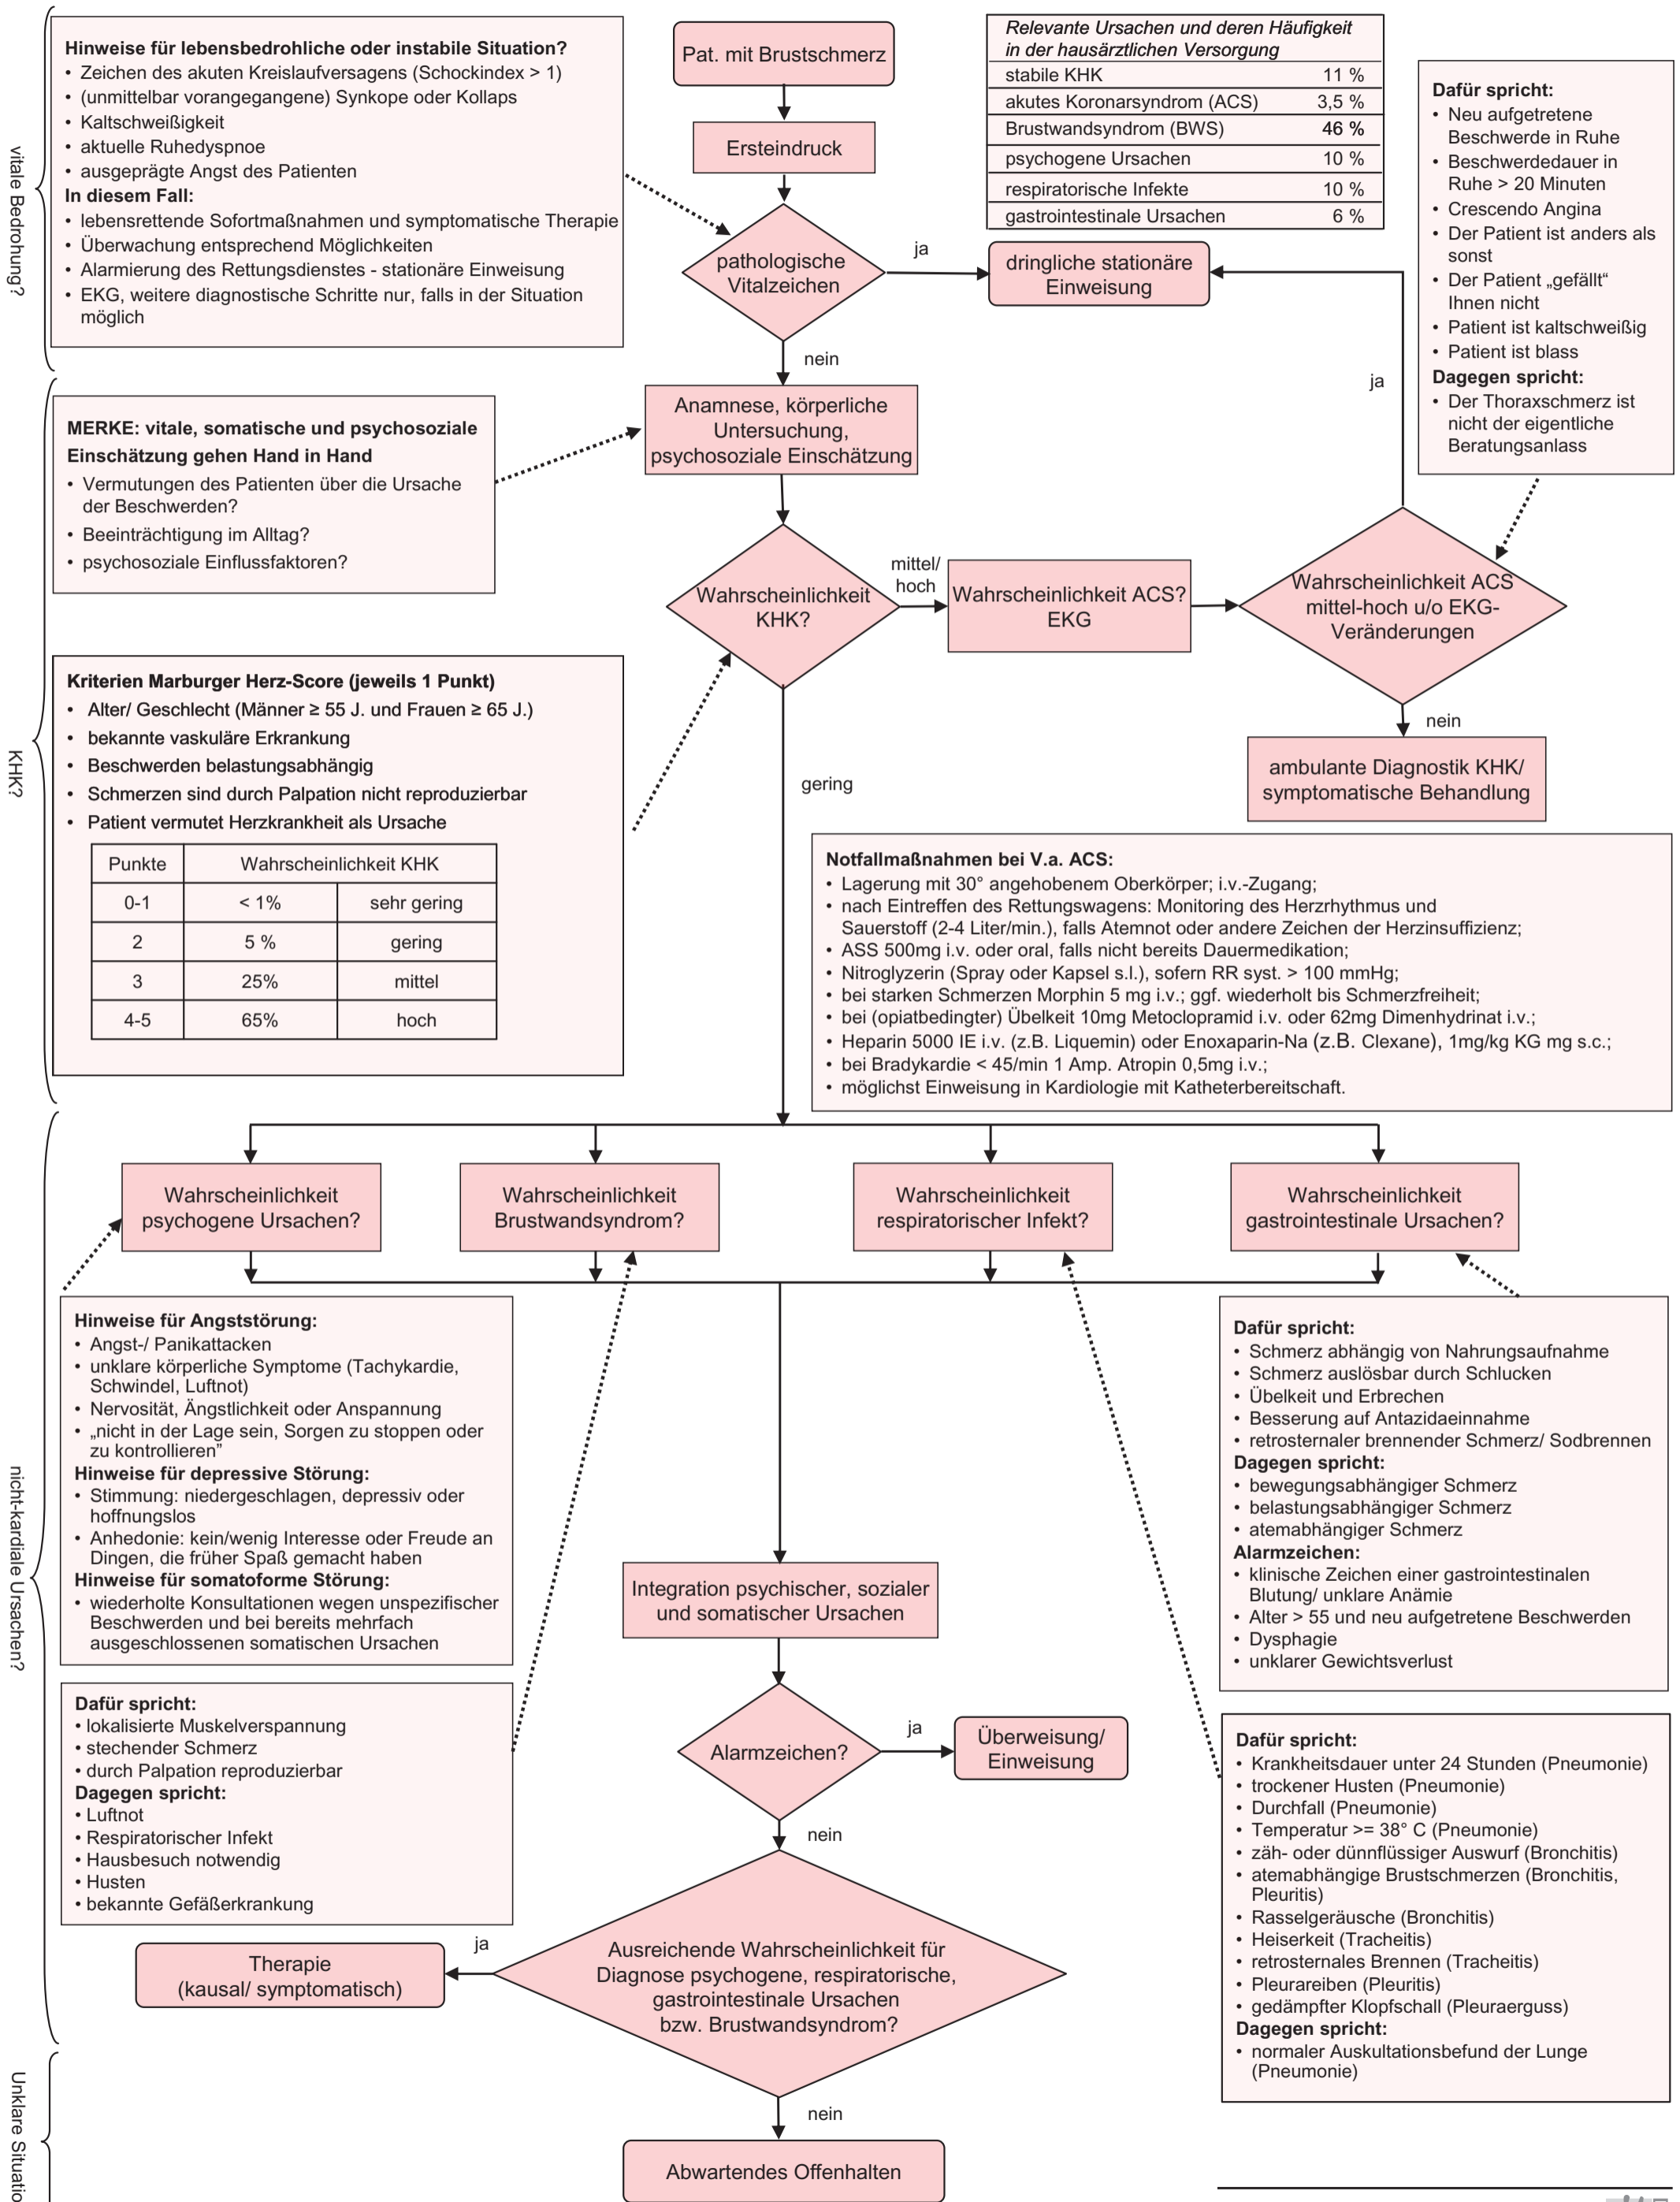 vitale Bedrohung?
Hinweise für lebensbedrohliche oder instabile Situation?
• Zeichen des akuten Kreislaufversagens (Schockindex > 1)
• (unmittelbar vorangegangene) Synkope oder Kollaps
• Kaltschweißigkeit
• aktuelle Ruhedyspnoe
• ausgeprägte Angst des Patienten
In diesem Fall:
• lebensrettende Sofortmaßnahmen und symptomatische Therapie
• Überwachung entsprechend Möglichkeiten
• Alarmierung des Rettungsdienstes - stationäre Einweisung
• EKG, weitere diagnostische Schritte nur, falls in der Situation
möglich
Pat. mit Brustschmerz
Ersteindruck
pathologische
Vitalzeichen
ja
dringliche stationäre
Einweisung
nein
Relevante Ursachen und deren Häufigkeit
in der hausärztlichen Versorgung
stabile KHK 11 %
akutes Koronarsyndrom (ACS) 3,5 %
Brustwandsyndrom (BWS) 46 %
psychogene Ursachen 10 %
respiratorische Infekte 10 %
gastrointestinale Ursachen 6 %
Dafür spricht:
• Neu aufgetretene
Beschwerde in Ruhe
• Beschwerdedauer in
Ruhe > 20 Minuten
• Crescendo Angina
• Der Patient ist anders als
sonst
• Der Patient „gefällt“
Ihnen nicht
• Patient ist kaltschweißig
• Patient ist blass
Dagegen spricht:
• Der Thoraxschmerz ist
nicht der eigentliche
Beratungsanlass
KHK?
MERKE: vitale, somatische und psychosoziale
Einschätzung gehen Hand in Hand
• Vermutungen des Patienten über die Ursache
der Beschwerden?
• Beeinträchtigung im Alltag?
• psychosoziale Einflussfaktoren?
Anamnese, körperliche
Untersuchung,
psychosoziale Einschätzung
Wahrscheinlichkeit
KHK?
mittel/
hoch
Wahrscheinlichkeit ACS?
EKG
Wahrscheinlichkeit ACS
mittel-hoch u/o EKG-
Veränderungen
ja
nein
ambulante Diagnostik KHK/
symptomatische Behandlung
gering
Kriterien Marburger Herz-Score (jeweils 1 Punkt)
• Alter/ Geschlecht (Männer ≥ 55 J. und Frauen ≥ 65 J.)
• bekannte vaskuläre Erkrankung
• Beschwerden belastungsabhängig
• Schmerzen sind durch Palpation nicht reproduzierbar
• Patient vermutet Herzkrankheit als Ursache
Punkte Wahrscheinlichkeit KHK
0-1 < 1% sehr gering
2 5 % gering
3 25% mittel
4-5 65% hoch
Notfallmaßnahmen bei V.a. ACS:
• Lagerung mit 30° angehobenem Oberkörper; i.v.-Zugang;
• nach Eintreffen des Rettungswagens: Monitoring des Herzrhythmus und
Sauerstoff (2-4 Liter/min.), falls Atemnot oder andere Zeichen der Herzinsuffizienz;
• ASS 500mg i.v. oder oral, falls nicht bereits Dauermedikation;
• Nitroglyzerin (Spray oder Kapsel s.l.), sofern RR syst. > 100 mmHg;
• bei starken Schmerzen Morphin 5 mg i.v.; ggf. wiederholt bis Schmerzfreiheit;
• bei (opiatbedingter) Übelkeit 10mg Metoclopramid i.v. oder 62mg Dimenhydrinat i.v.;
• Heparin 5000 IE i.v. (z.B. Liquemin) oder Enoxaparin-Na (z.B. Clexane), 1mg/kg KG mg s.c.;
• bei Bradykardie < 45/min 1 Amp. Atropin 0,5mg i.v.;
• möglichst Einweisung in Kardiologie mit Katheterbereitschaft.
nicht-kardiale Ursachen?
Wahrscheinlichkeit
psychogene Ursachen?
Wahrscheinlichkeit
Brustwandsyndrom?
Wahrscheinlichkeit
respiratorischer Infekt?
Wahrscheinlichkeit
gastrointestinale Ursachen?
Hinweise für Angststörung:
• Angst-/ Panikattacken
• unklare körperliche Symptome (Tachykardie,
Schwindel, Luftnot)
• Nervosität, Ängstlichkeit oder Anspannung
• „nicht in der Lage sein, Sorgen zu stoppen oder
zu kontrollieren”
Hinweise für depressive Störung:
• Stimmung: niedergeschlagen, depressiv oder
hoffnungslos
• Anhedonie: kein/wenig Interesse oder Freude an
Dingen, die früher Spaß gemacht haben
Hinweise für somatoforme Störung:
• wiederholte Konsultationen wegen unspezifischer
Beschwerden und bei bereits mehrfach
ausgeschlossenen somatischen Ursachen
Dafür spricht:
• lokalisierte Muskelverspannung
• stechender Schmerz
• durch Palpation reproduzierbar
Dagegen spricht:
• Luftnot
• Respiratorischer Infekt
• Hausbesuch notwendig
• Husten
• bekannte Gefäßerkrankung
Dafür spricht:
• Schmerz abhängig von Nahrungsaufnahme
• Schmerz auslösbar durch Schlucken
• Übelkeit und Erbrechen
• Besserung auf Antazidaeinnahme
• retrosternaler brennender Schmerz/ Sodbrennen
Dagegen spricht:
• bewegungsabhängiger Schmerz
• belastungsabhängiger Schmerz
• atemabhängiger Schmerz
Alarmzeichen:
• klinische Zeichen einer gastrointestinalen
Blutung/ unklare Anämie
• Alter > 55 und neu aufgetretene Beschwerden
• Dysphagie
• unklarer Gewichtsverlust
Dafür spricht:
• Krankheitsdauer unter 24 Stunden (Pneumonie)
• trockener Husten (Pneumonie)
• Durchfall (Pneumonie)
• Temperatur >= 38° C (Pneumonie)
• zäh- oder dünnflüssiger Auswurf (Bronchitis)
• atemabhängige Brustschmerzen (Bronchitis,
Pleuritis)
• Rasselgeräusche (Bronchitis)
• Heiserkeit (Tracheitis)
• retrosternales Brennen (Tracheitis)
• Pleurareiben (Pleuritis)
• gedämpfter Klopfschall (Pleuraerguss)
Dagegen spricht:
• normaler Auskultationsbefund der Lunge
(Pneumonie)
Integration psychischer, sozialer
und somatischer Ursachen
Alarmzeichen?
ja
Überweisung/
Einweisung
nein
Ausreichende Wahrscheinlichkeit für
Diagnose psychogene, respiratorische,
gastrointestinale Ursachen
bzw. Brustwandsyndrom?
ja
Therapie
(kausal/ symptomatisch)
nein
Unklare
Abwartendes Offenhalten